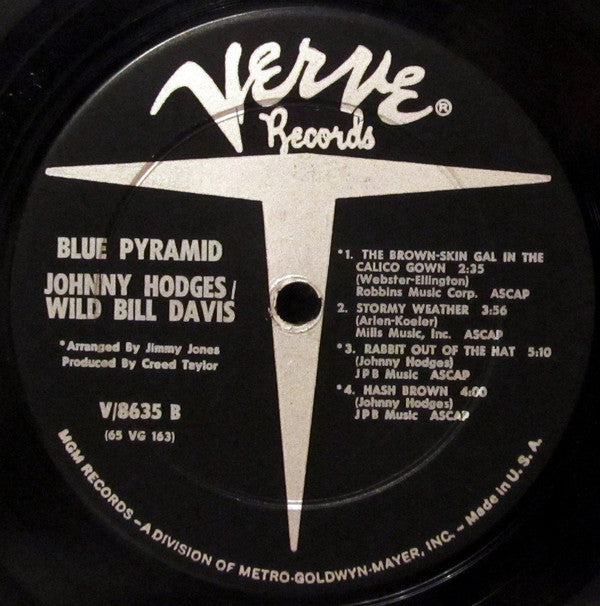 Verve®
Records
BLUE PYRAMID
JOHNNY HODGES/
WILD BILL DAVIS
*Arranged By Jimmy Jones
Produced By Creed Taylor
V/8635 B
(65 VG 163)
*1. THE BROWN-SKIN GAL IN THE
CALICO GOWN 2:35
(Webster-Ellington)
Robbins Music Corp. ASCAP
2. STORMY WEATHER 3:56
(Arlen-Koeler)
Mills Music, Inc. ASCAP
*3. RABBIT OUT OF THE HAT 5:10
(Johnny Hodges)
JPB Music ASCAP
*4. HASH BROWN 4:00
(Johnny Hodges)
JPB Music ASCAP
MGM RECORDS – A DIVISION OF METRO-GOLDWYN-MAYER, INC. – Made in U. S. A.